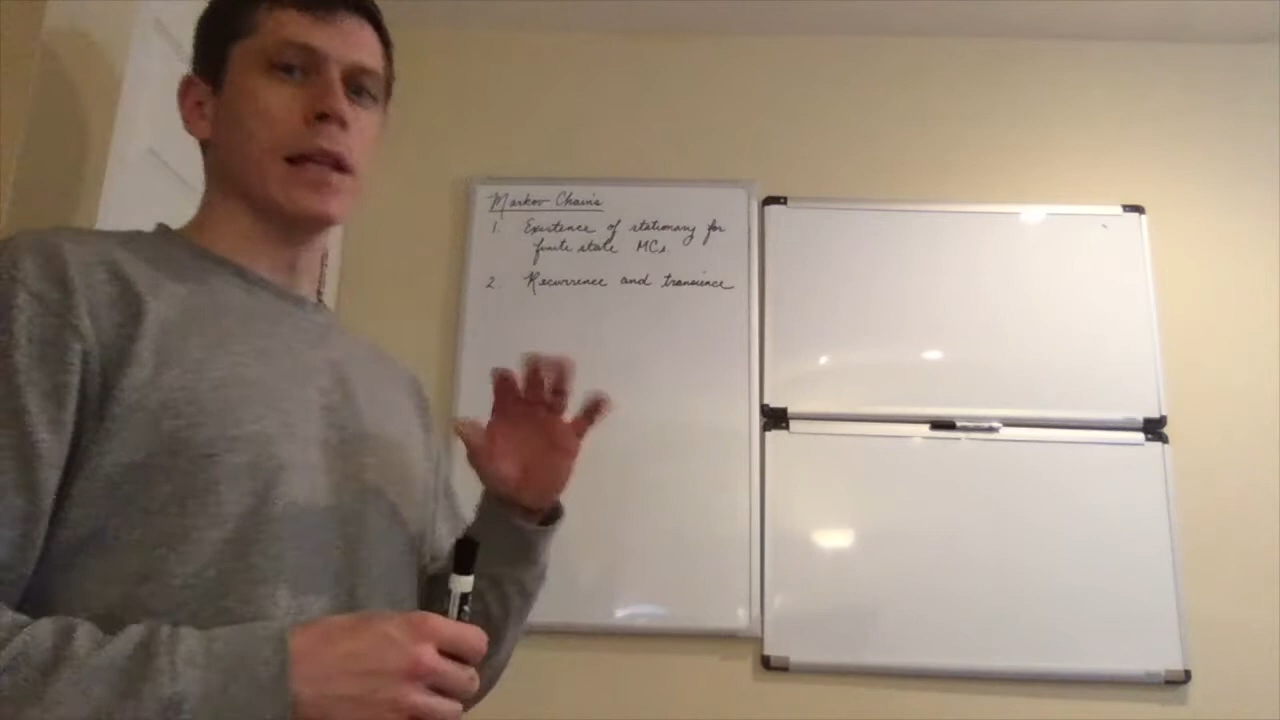 Markov Chains
1. Existence of stationary for
finite state MCs.
2. Recurrence and transience